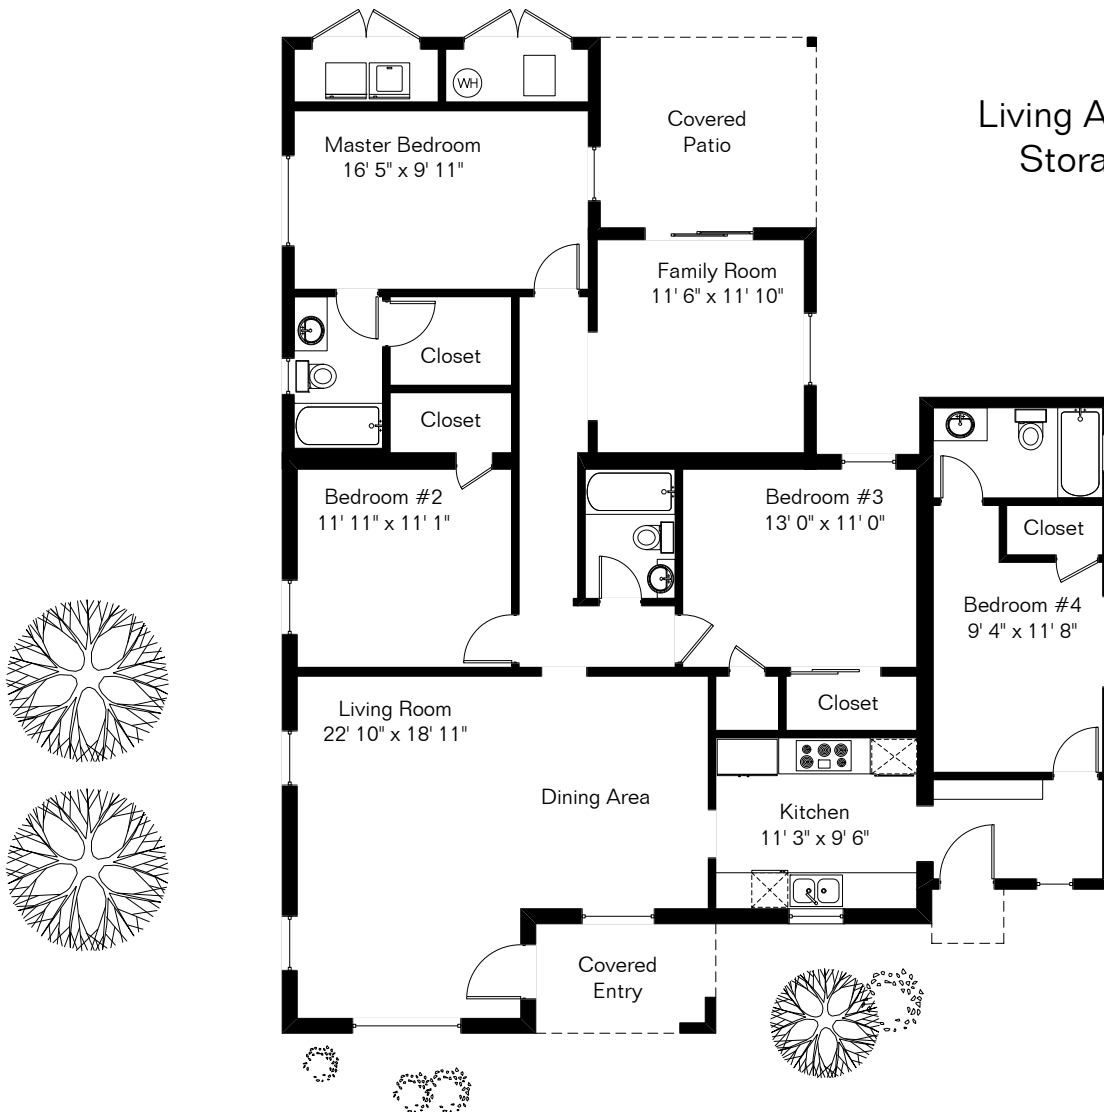 Living A
Stora
Covered
Patio
WH
Master Bedroom
16' 5" x 9' 11"
Family Room
11' 6" x 11' 10"
Closet
Closet
Bedroom #2
11' 11" x 11' 1"
Bedroom #3
13' 0" x 11' 0"
Closet
Bedroom #4
9' 4" x 11' 8"
Living Room
22' 10" x 18' 11"
Closet
Dining Area
Kitchen
11' 3" x 9' 6"
Covered
Entry